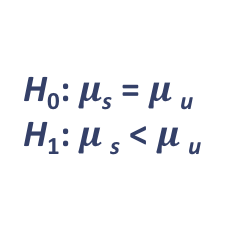 H₀: μₛ = μ ᵤ
H₁: μ ₛ < μ ᵤ